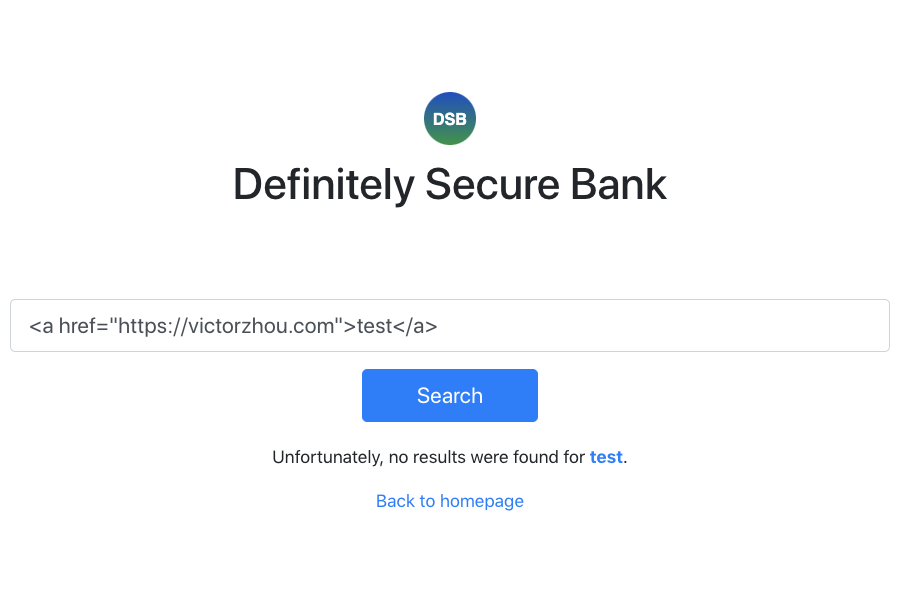 DSB
Definitely Secure Bank
<a href="https://victorzhou.com">test</a>
Search
Unfortunately, no results were found for test.
Back to homepage